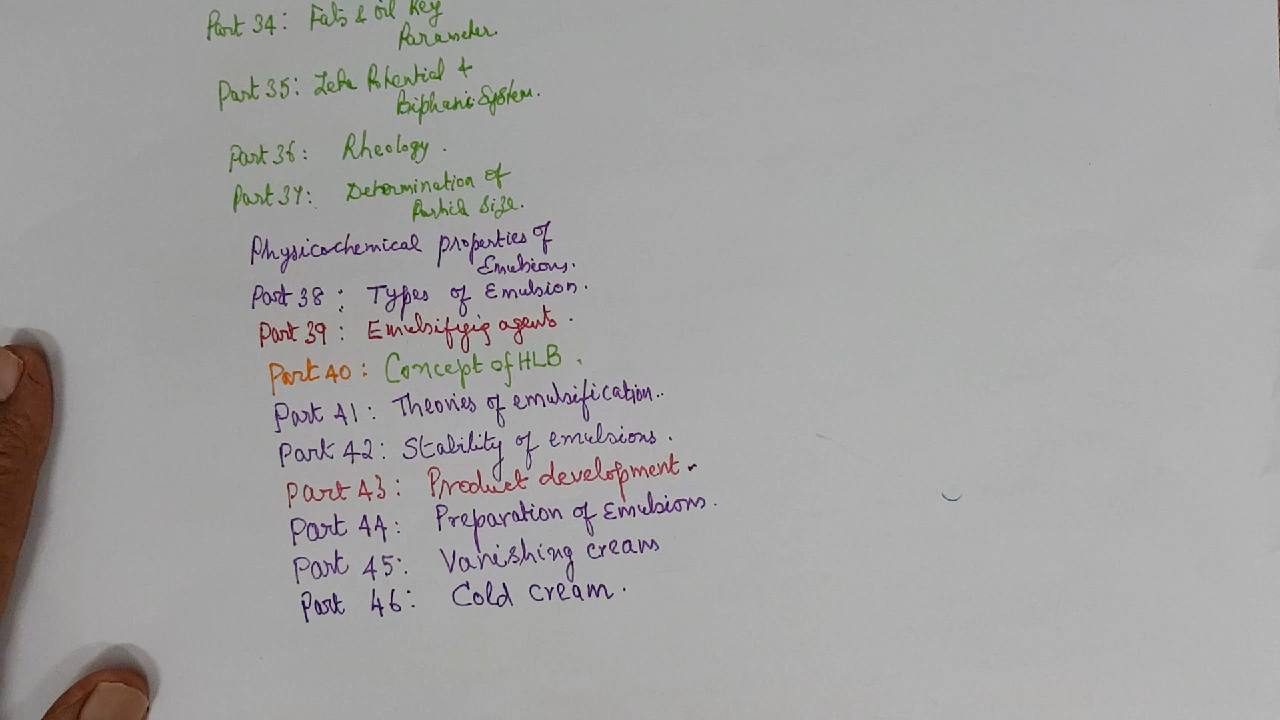 Part 34: Fats & oil Key
Parameter.
Part 35: Zeta Potential &
Biphasic System.
Part 36: Rheology.
Part 37: Determination of
Particle Size.
Physicochemical properties of
Emulsions.
Part 38: Types of Emulsion.
Part 39: Emulsifyig agents.
Part 40: Concept of HLB.
Part 41: Theories of emulsification..
Part 42: Stability of emulsions.
Part 43: Product development.
Part 44: Preparation of Emulsions.
Part 45: Vanishing creams
Part 46: Cold cream.